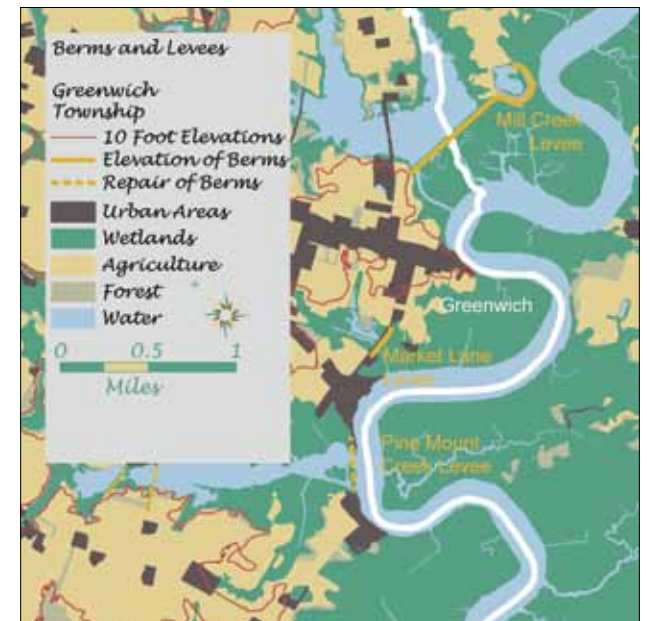 Berms and Levees
Greenwich
Township
10 Foot Elevations
Elevation of Berms
Repair of Berms
Urban Areas
Wetlands
Agriculture
Forest
Water
0 0.5 1
Miles
Mill Creek
Levee
Greenwich
Market Lane
Levee
Pine Mount
Creek Levee